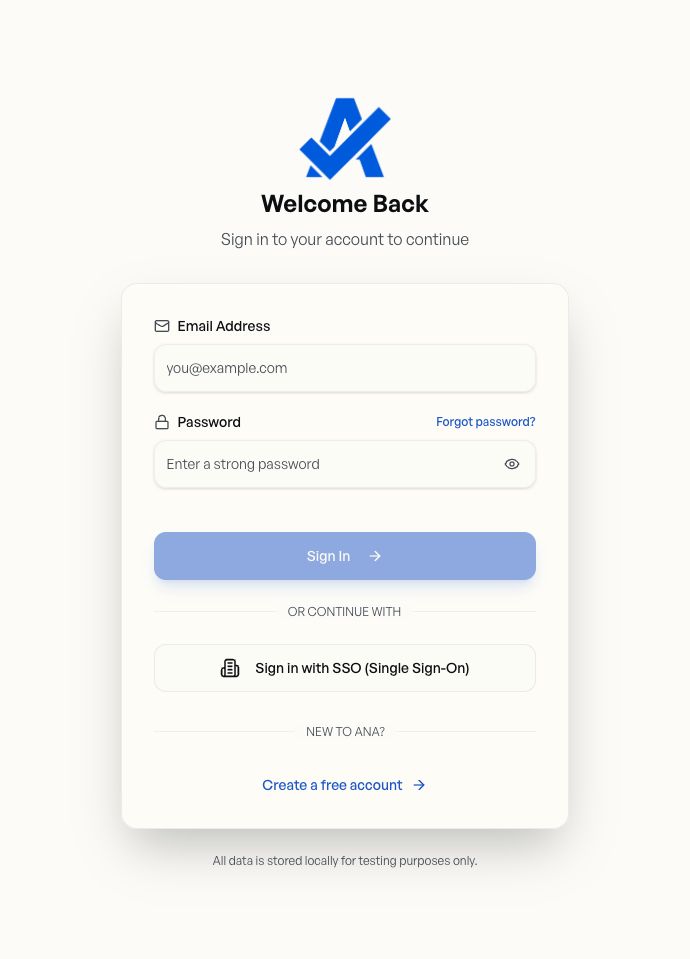 Welcome Back
Sign in to your account to continue
Email Address
you@example.com
Password
Forgot password?
Enter a strong password
Sign In
OR CONTINUE WITH
Sign in with SSO (Single Sign-On)
NEW TO ANA?
Create a free account
All data is stored locally for testing purposes only.